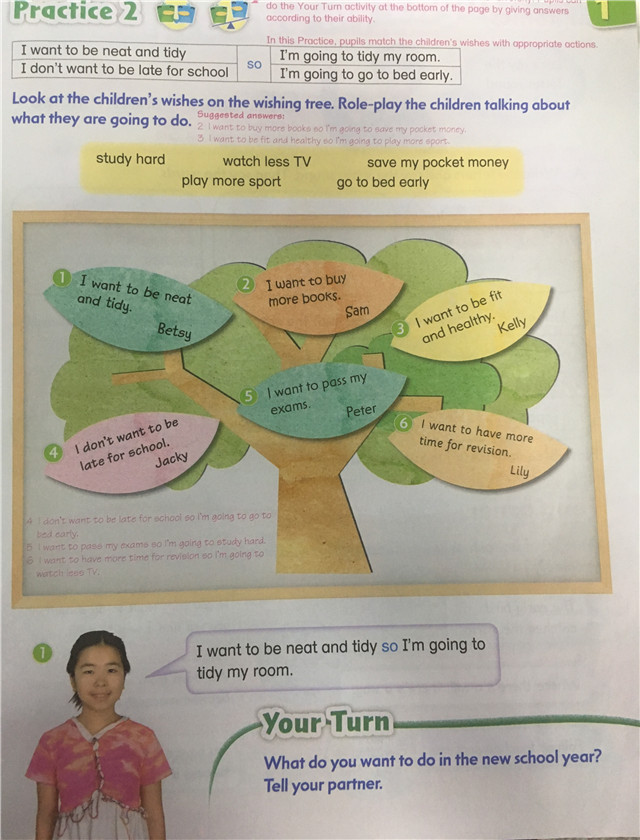 Practice 2
do the Your Turn activity at the bottom of the page by giving answers
according to their ability.
1
In this Practice, pupils match the children's wishes with appropriate actions.
I want to be neat and tidy
I don't want to be late for school
so
I'm going to tidy my room.
I'm going to go to bed early.
Look at the children's wishes on the wishing tree. Role-play the children talking about
what they are going to do.
Suggested answers:
2 I want to buy more books so I'm going to save my pocket money.
3 I want to be fit and healthy so I'm going to play more sport.
study hard watch less TV save my pocket money
play more sport go to bed early
1 I want to be neat
and tidy.
Betsy
2 I want to buy
more books.
Sam
3 I want to be fit
and healthy.
Kelly
4 I don't want to be
late for school.
Jacky
5 I want to pass my
exams.
Peter
6 I want to have more
time for revision.
Lily
4 I don't want to be late for school so I'm going to go to
bed early.
5 I want to pass my exams so I'm going to study hard.
6 I want to have more time for revision so I'm going to
watch less TV.
1
I want to be neat and tidy so I'm going to
tidy my room.
Your Turn
What do you want to do in the new school year?
Tell your partner.